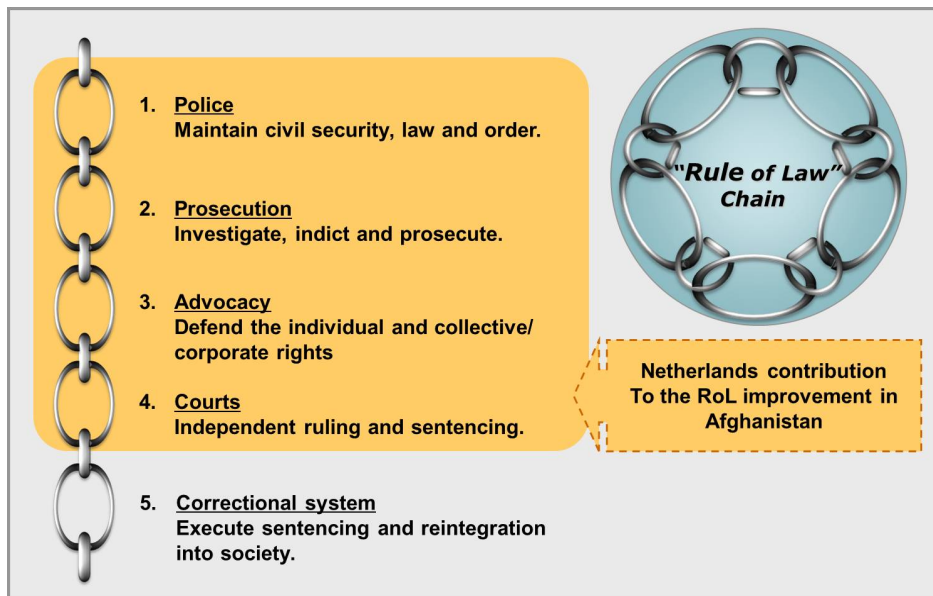 1. Police
Maintain civil security, law and order.
2. Prosecution
Investigate, indict and prosecute.
3. Advocacy
Defend the individual and collective/
corporate rights
4. Courts
Independent ruling and sentencing.
5. Correctional system
Execute sentencing and reintegration
into society.
“Rule of Law”
Chain
Netherlands contribution
To the RoL improvement in
Afghanistan